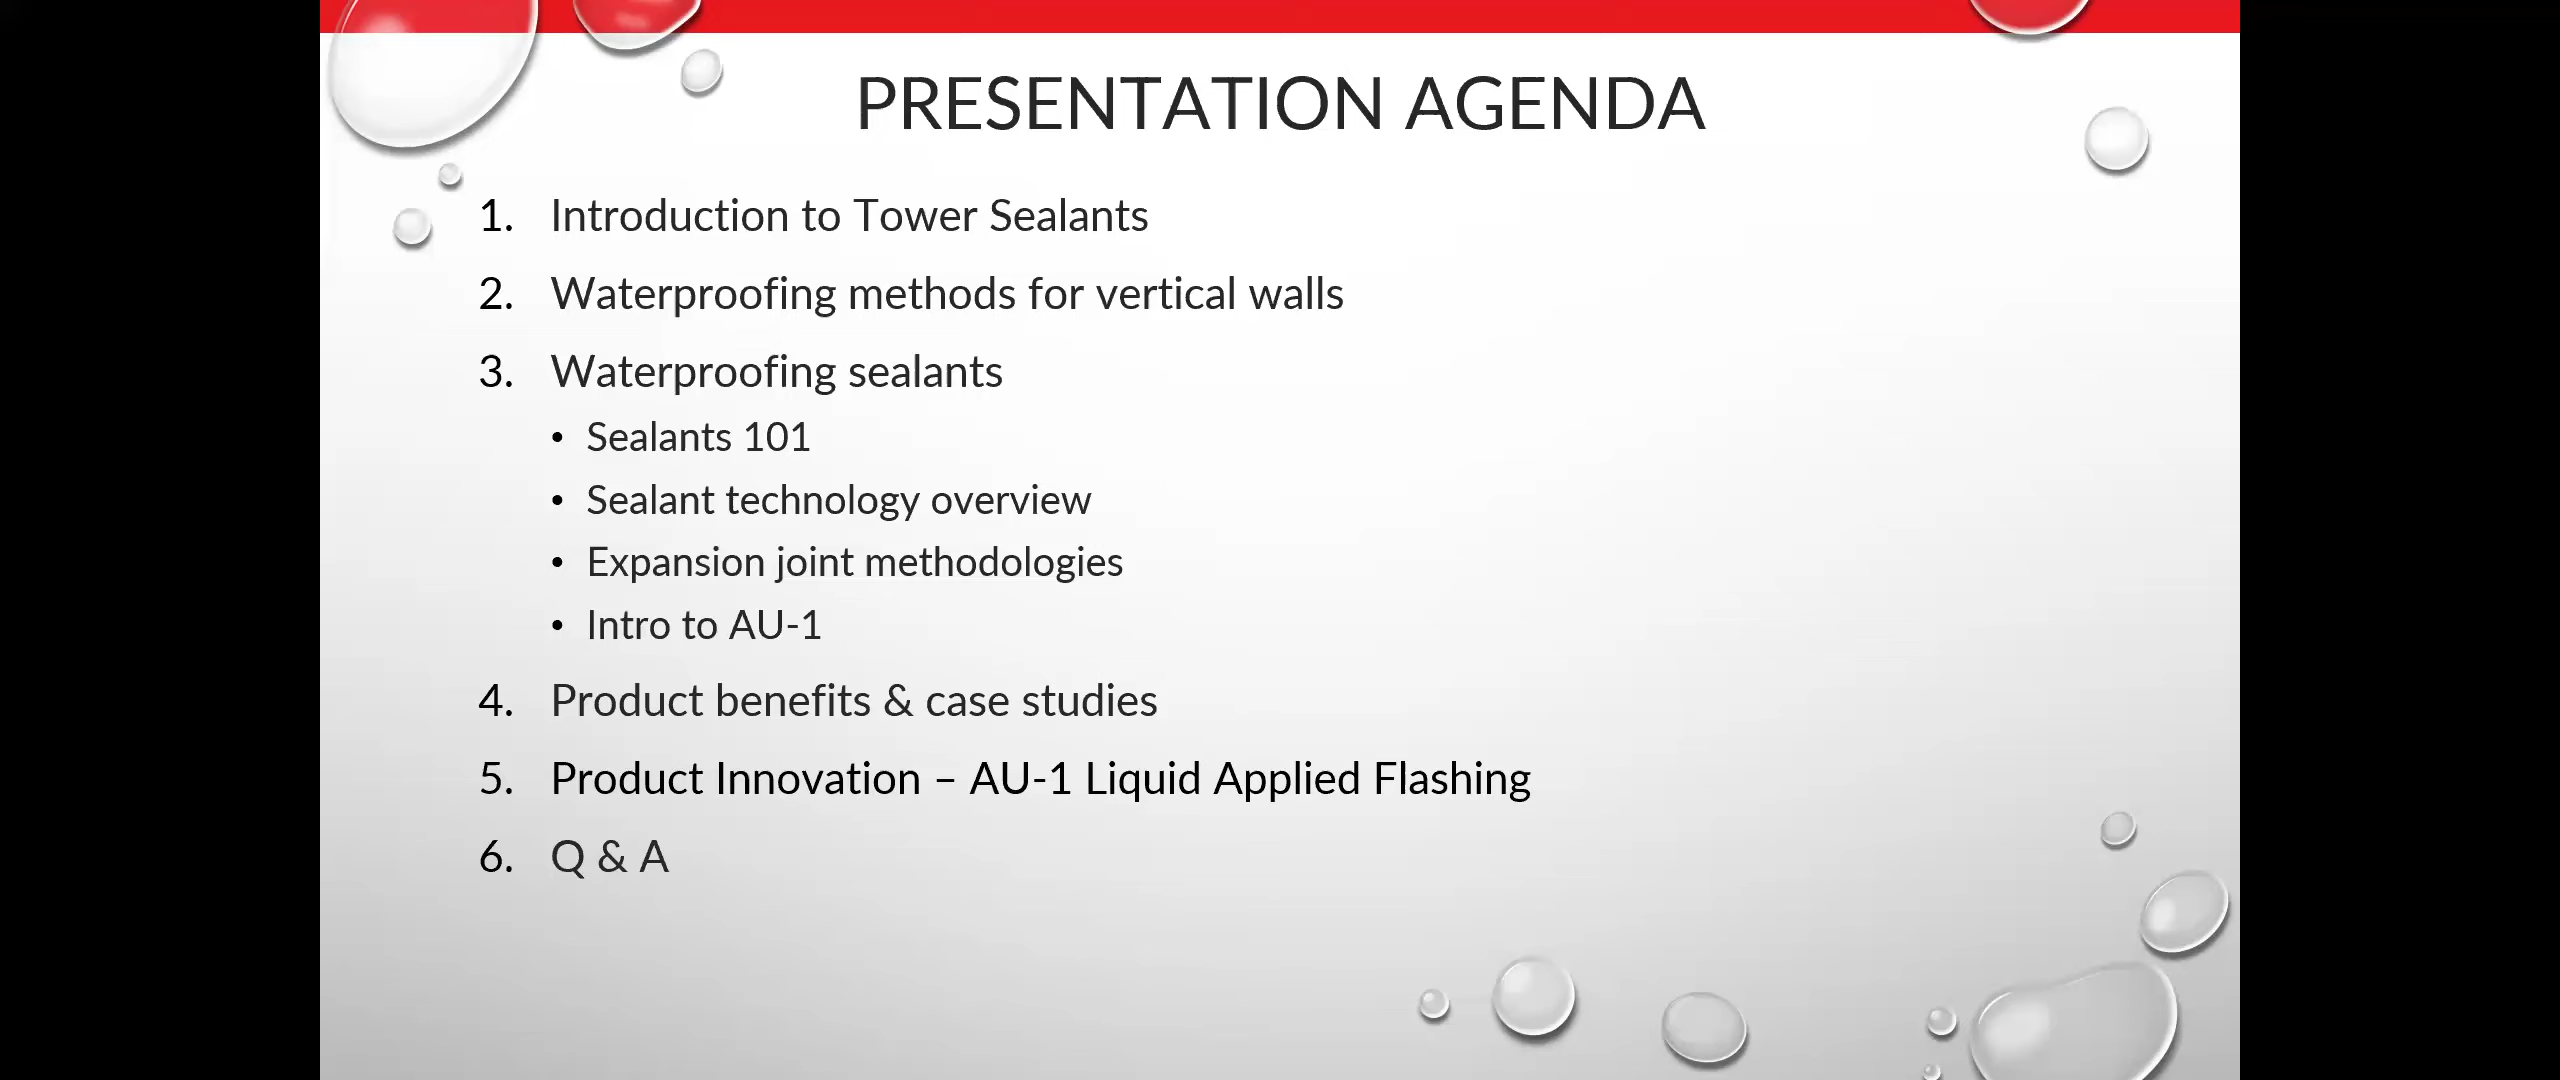 PRESENTATION AGENDA
1. Introduction to Tower Sealants
2. Waterproofing methods for vertical walls
3. Waterproofing sealants
• Sealants 101
• Sealant technology overview
• Expansion joint methodologies
• Intro to AU-1
4. Product benefits & case studies
5. Product Innovation – AU-1 Liquid Applied Flashing
6. Q & A